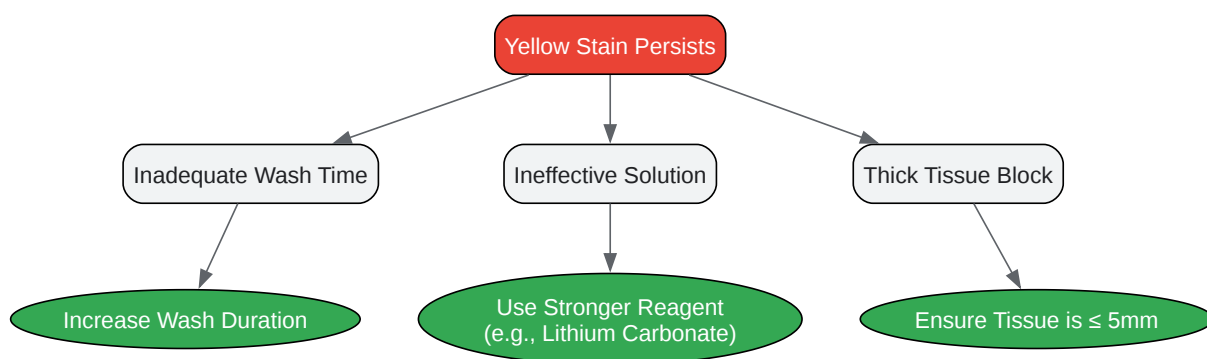 Yellow Stain Persists
Inadequate Wash Time
Ineffective Solution
Thick Tissue Block
Increase Wash Duration
Use Stronger Reagent
(e.g., Lithium Carbonate)
Ensure Tissue is ≤ 5mm